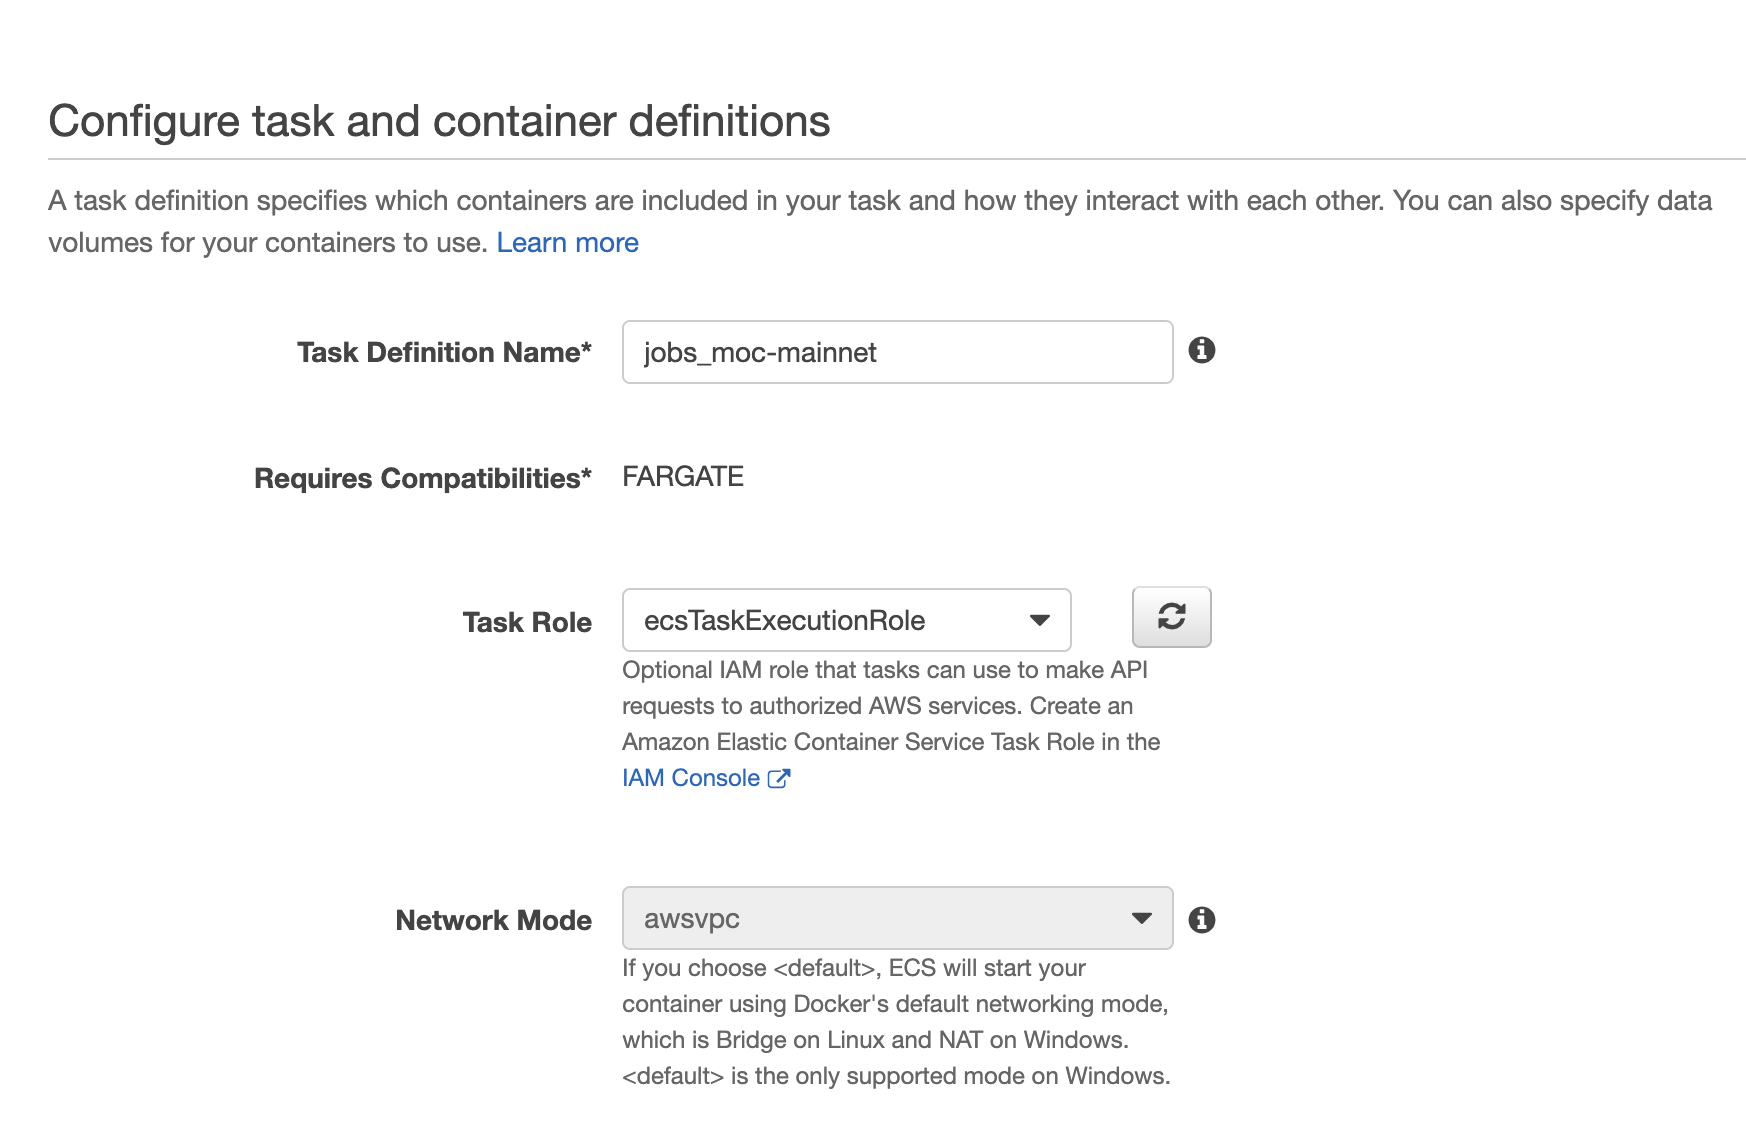 Configure task and container definitions
A task definition specifies which containers are included in your task and how they interact with each other. You can also specify data
volumes for your containers to use. Learn more
Task Definition Name* jobs_moc-mainnet
Requires Compatibilities* FARGATE
Task Role ecsTaskExecutionRole
Optional IAM role that tasks can use to make API
requests to authorized AWS services. Create an
Amazon Elastic Container Service Task Role in the
IAM Console
Network Mode awsvpc
If you choose <default>, ECS will start your
container using Docker's default networking mode,
which is Bridge on Linux and NAT on Windows.
<default> is the only supported mode on Windows.